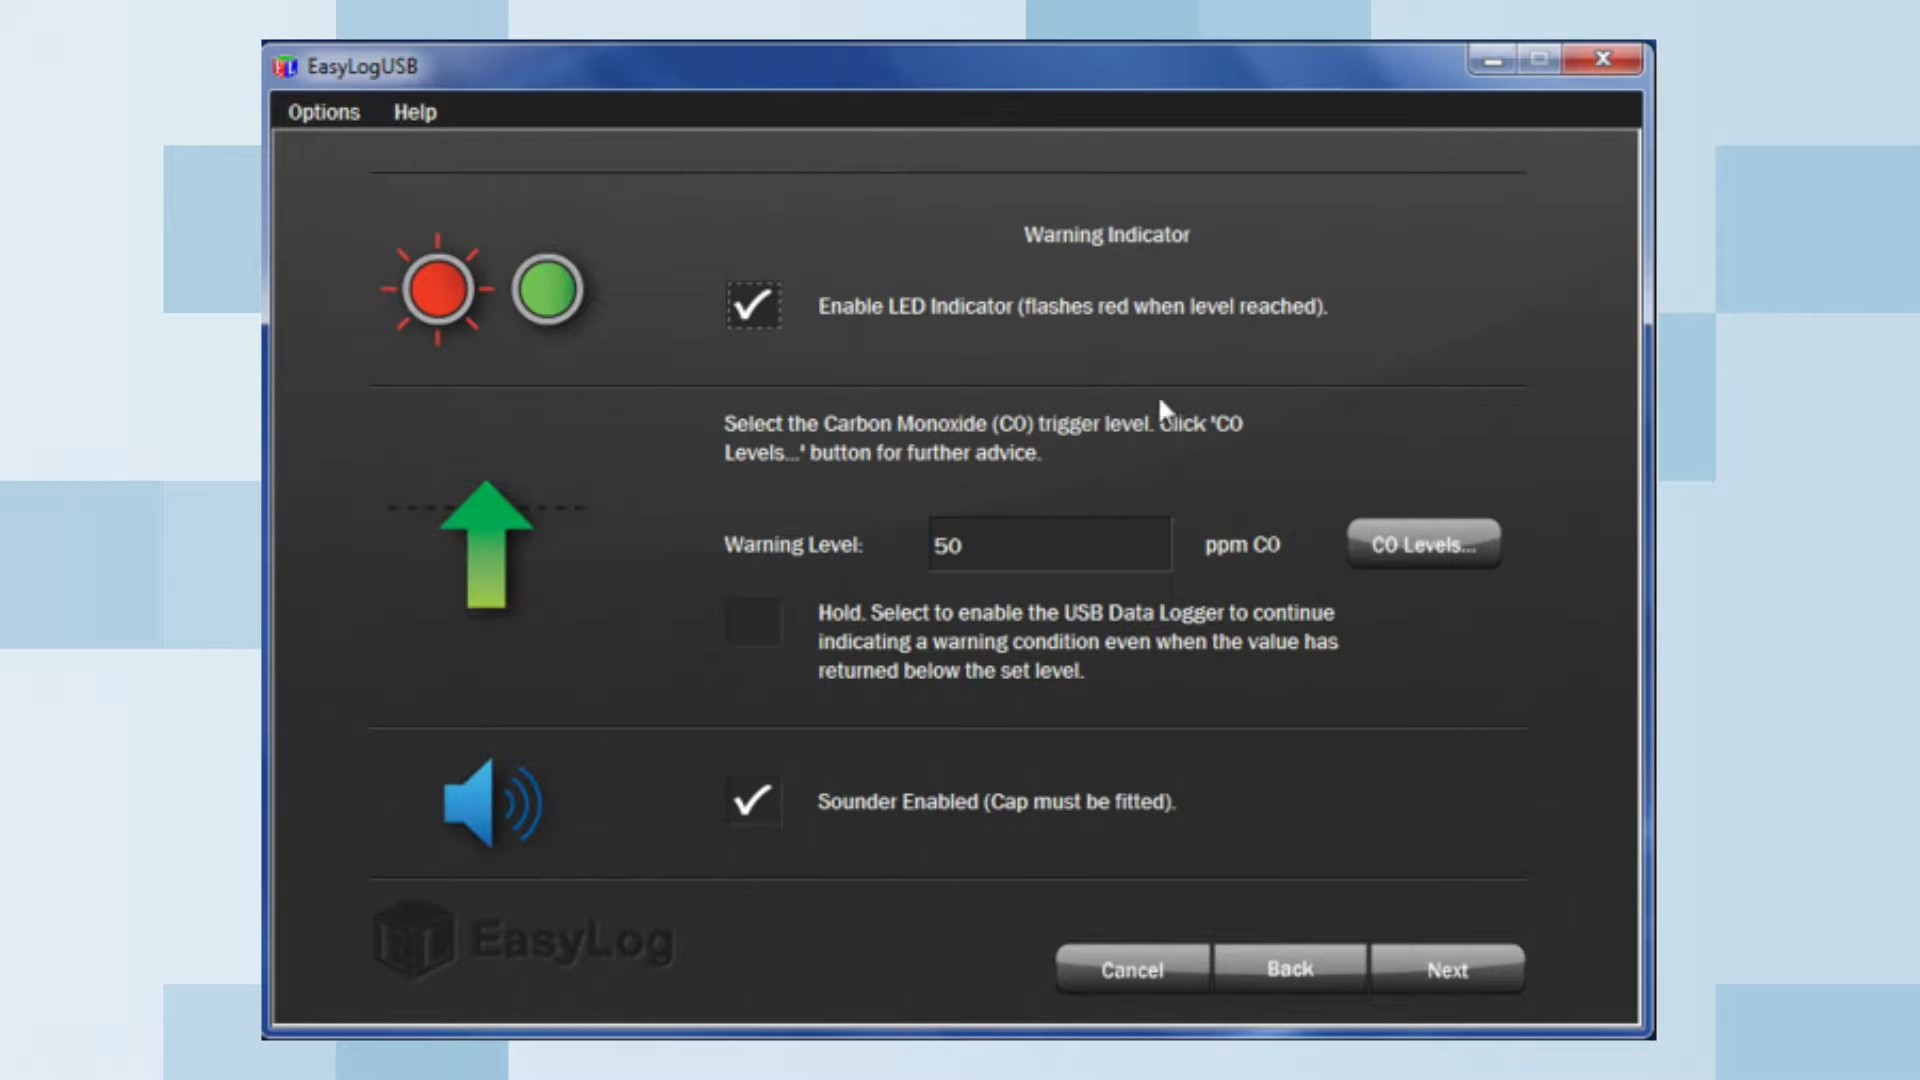 EasyLogUSB
Options Help
Warning Indicator
Enable LED Indicator (flashes red when level reached).
Select the Carbon Monoxide (CO) trigger level. Click 'CO
Levels...' button for further advice.
Warning Level: 50 ppm CO CO Levels...
Hold. Select to enable the USB Data Logger to continue
indicating a warning condition even when the value has
returned below the set level.
Sounder Enabled (Cap must be fitted).
EasyLog
Cancel Back Next